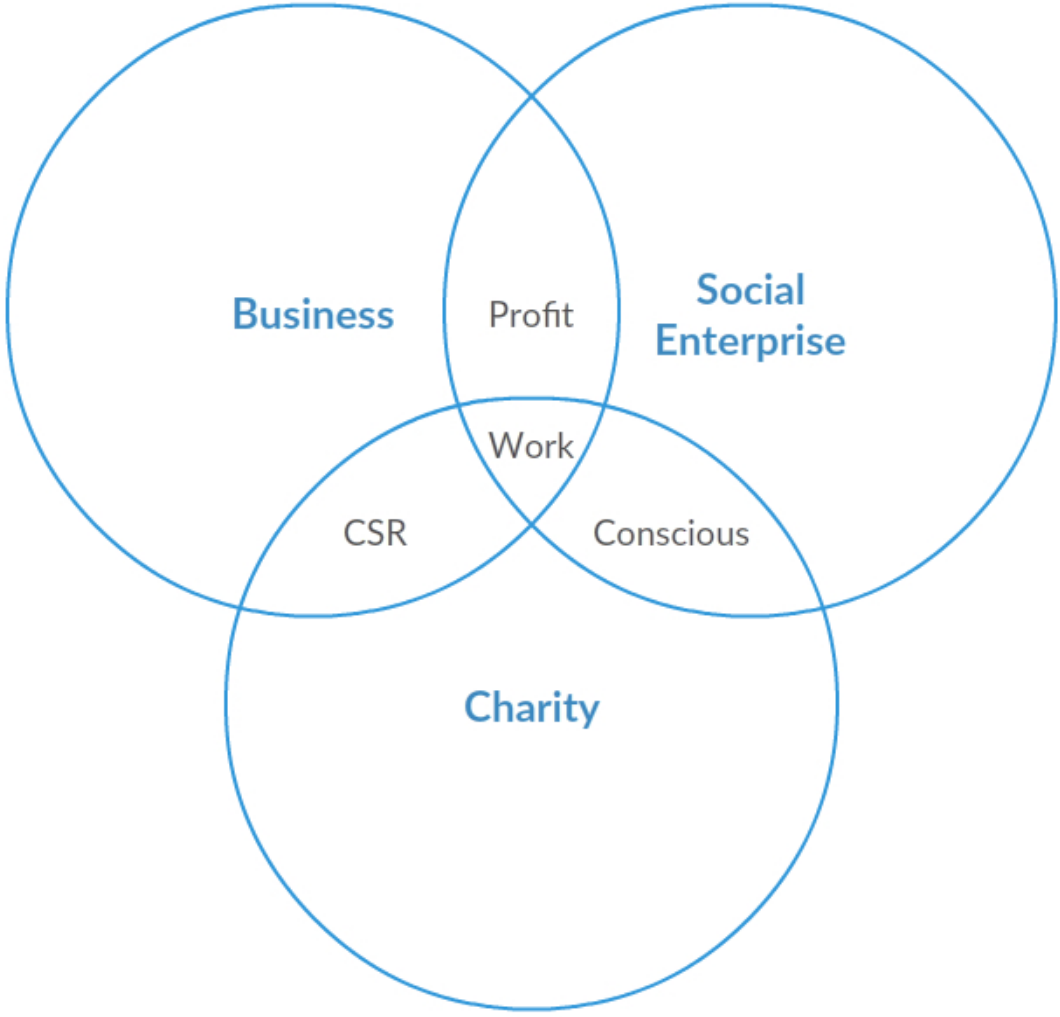 Business
Profit
Social
Enterprise
Work
CSR
Conscious
Charity